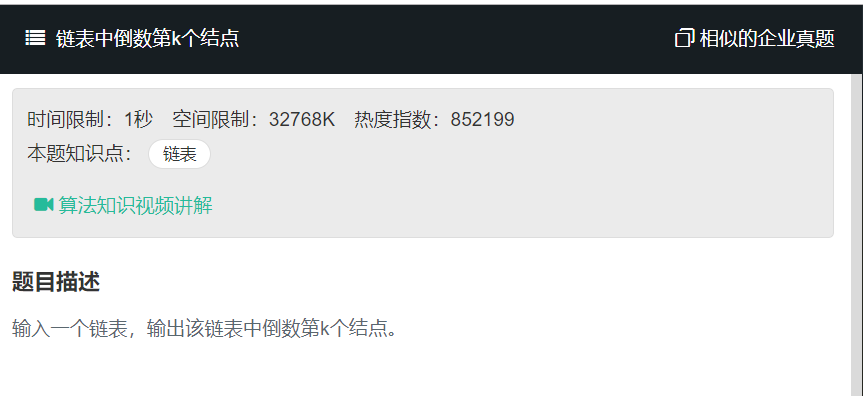 链表中倒数第k个结点 相似的企业真题
时间限制：1秒 空间限制：32768K 热度指数：852199
本题知识点： 链表
算法知识视频讲解
题目描述
输入一个链表，输出该链表中倒数第k个结点。